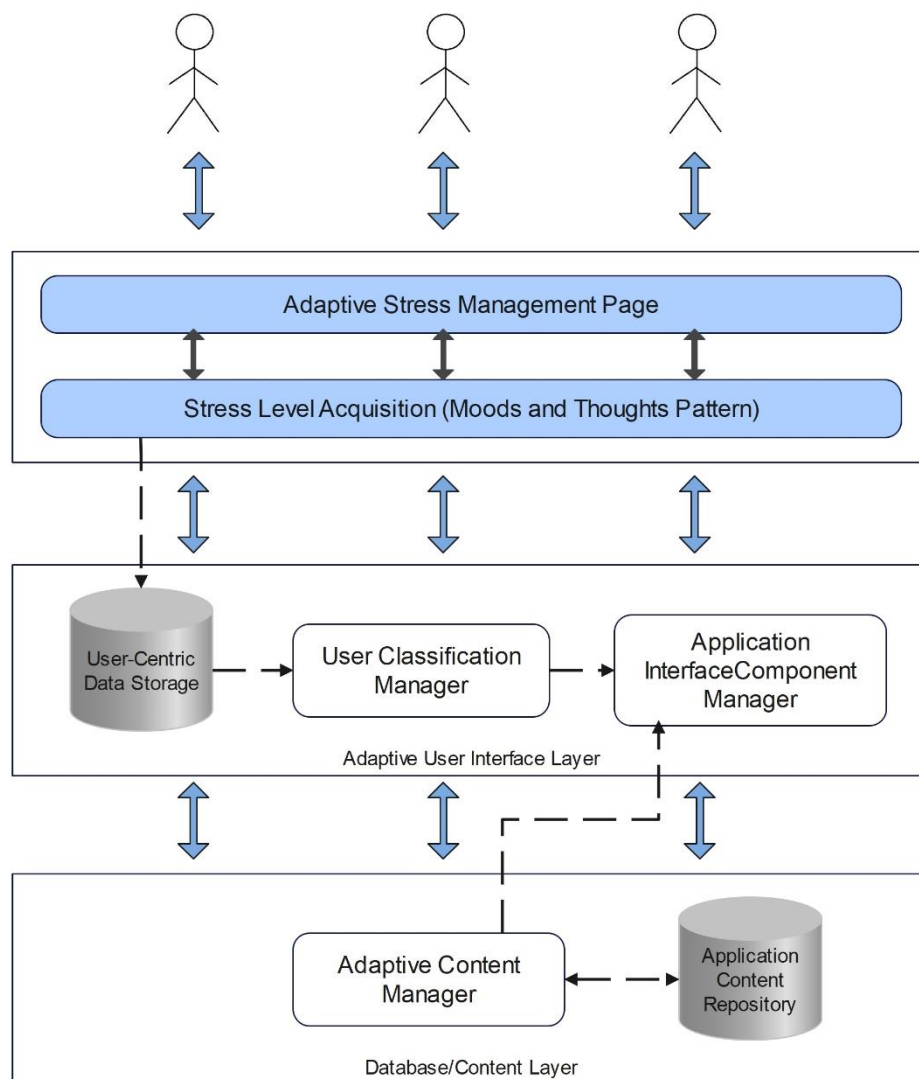 Adaptive Stress Management Page
Stress Level Acquisition (Moods and Thoughts Pattern)
User-Centric
Data Storage
User Classification
Manager
Application
InterfaceComponent
Manager
Adaptive User Interface Layer
Adaptive Content
Manager
Application
Content
Repository
Database/Content Layer